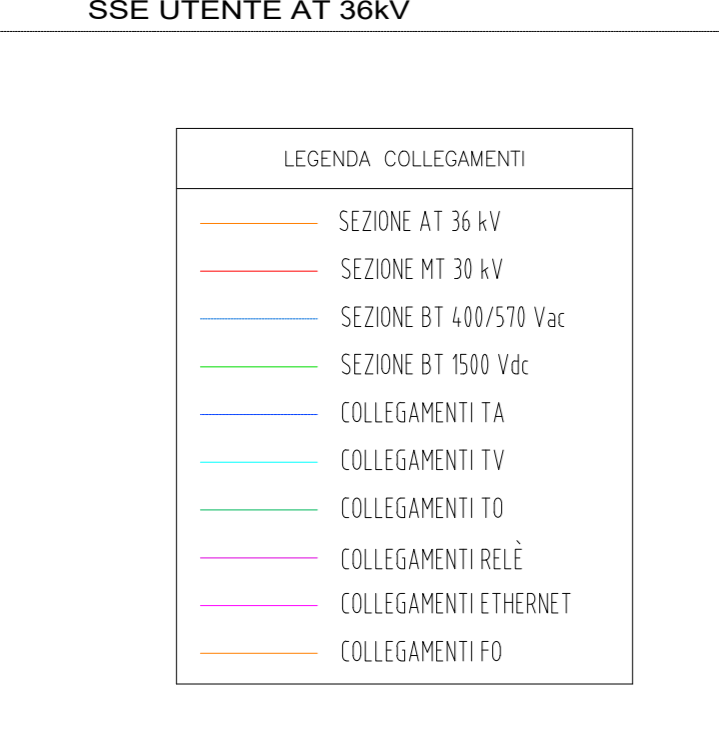 SSE UTENTE AT 36kV
LEGENDA COLLEGAMENTI
SEZIONE AT 36 kV
SEZIONE MT 30 kV
SEZIONE BT 400/570 Vac
SEZIONE BT 1500 Vdc
COLLEGAMENTI TA
COLLEGAMENTI TV
COLLEGAMENTI TO
COLLEGAMENTI RELÈ
COLLEGAMENTI ETHERNET
COLLEGAMENTI FO